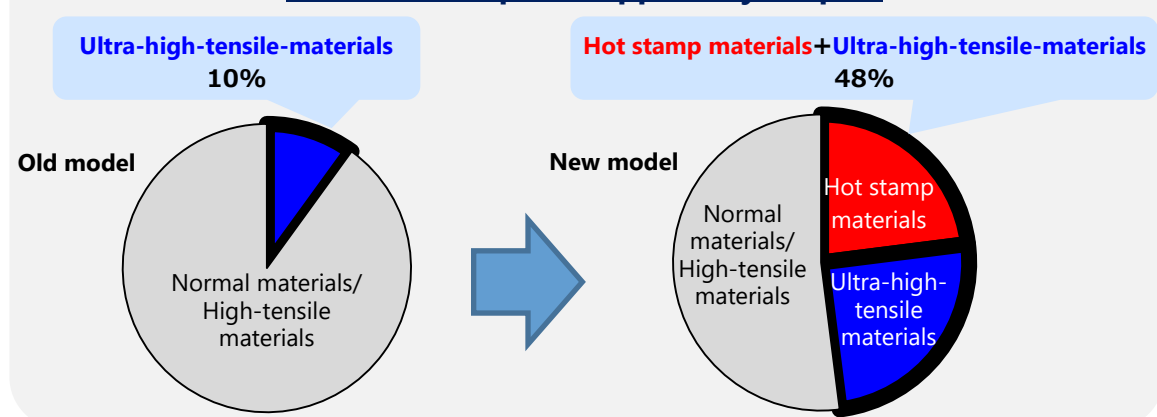 Ultra-high-tensile-materials
10%
Hot stamp materials+Ultra-high-tensile-materials
48%
Old model
Normal materials/
High-tensile
materials
New model
Normal
materials/
High-tensile
materials
Hot stamp
materials
Ultra-high-
tensile
materials